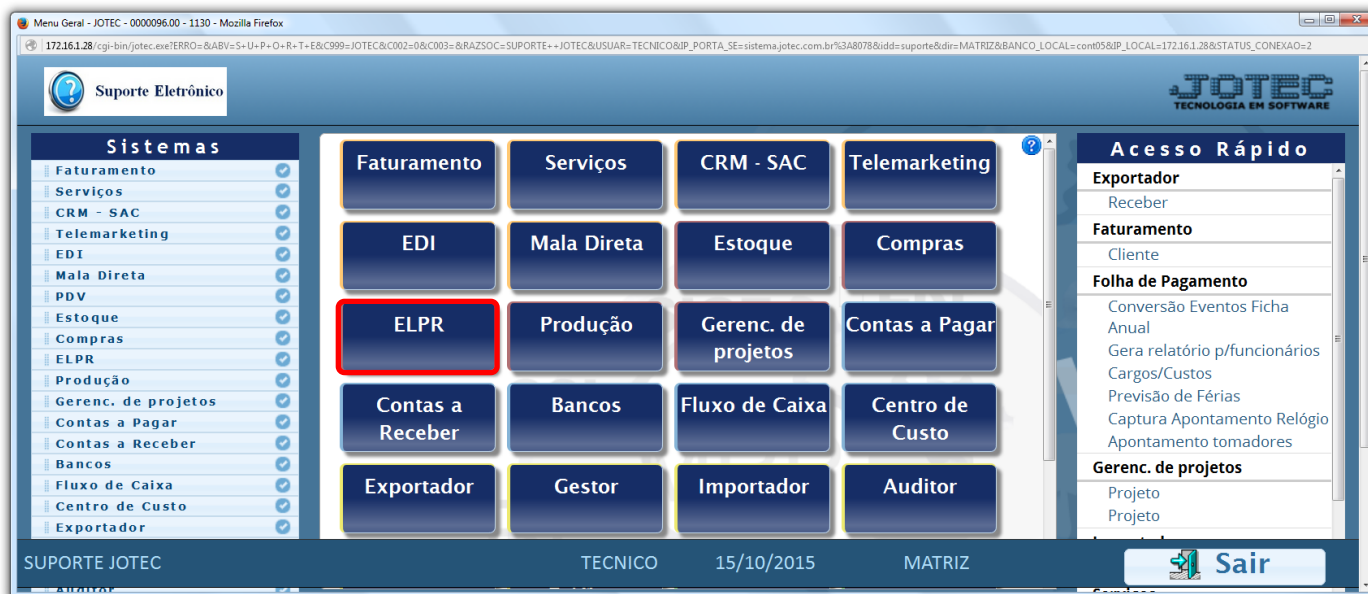 Menu Geral - JOTEC - 0000096.00 - 1130 - Mozilla Firefox
172.16.1.28/cgi-bin/jotec.exe?ERRO=&ABV=S+U+P+O+R+T+E&C999=JOTEC&C002=0&C003=&RAZSOC=SUPORTE++JOTEC&USUAR=TECNICO&IP_PORTA_SE=sistema.jotec.com.br%3A8078&idd=suporte&dir=MATRIZ&BANCO_LOCAL=cont05&IP_LOCAL=172.16.1.28&STATUS_CONEXAO=2
Suporte Eletrônico
JOTEC
TECNOLOGIA EM SOFTWARE
Sistemas
Faturamento
Serviços
CRM - SAC
Telemarketing
EDI
Mala Direta
PDV
Estoque
Compras
ELPR
Produção
Gerenc. de projetos
Contas a Pagar
Contas a Receber
Bancos
Fluxo de Caixa
Centro de Custo
Exportador
Auditor
Faturamento
Serviços
CRM - SAC
Telemarketing
EDI
Mala Direta
Estoque
Compras
ELPR
Produção
Gerenc. de
projetos
Contas a Pagar
Contas a
Receber
Bancos
Fluxo de Caixa
Centro de
Custo
Exportador
Gestor
Importador
Auditor
Acesso Rápido
Exportador
Receber
Faturamento
Cliente
Folha de Pagamento
Conversão Eventos Ficha
Anual
Gera relatório p/funcionários
Cargos/Custos
Previsão de Férias
Captura Apontamento Relógio
Apontamento tomadores
Gerenc. de projetos
Projeto
Projeto
SUPORTE JOTEC
TECNICO
15/10/2015
MATRIZ
Sair